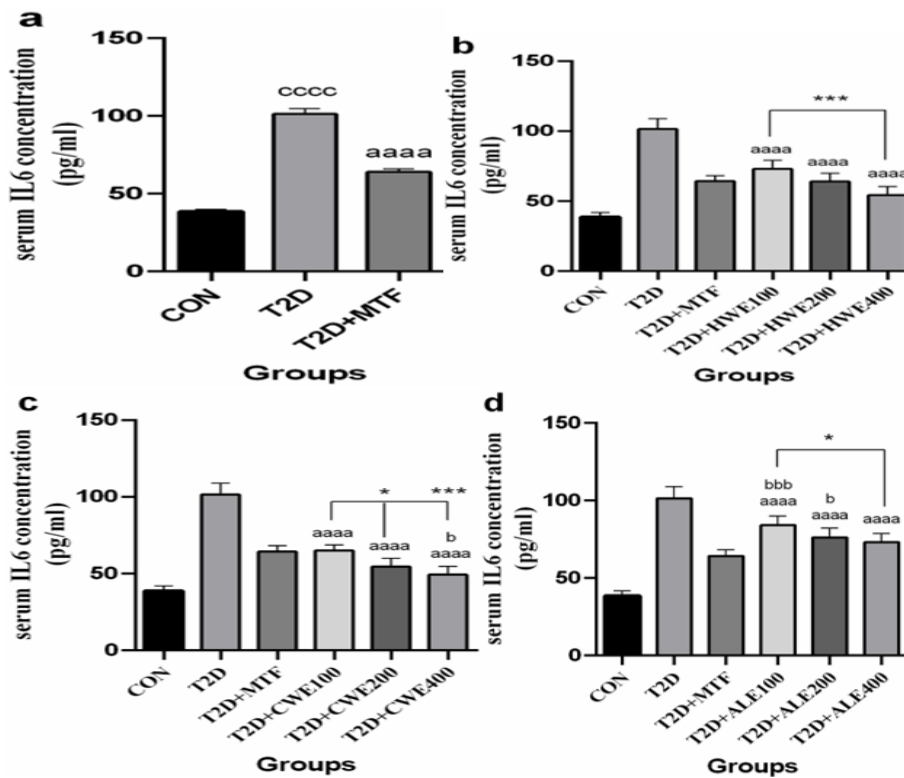 a
serum IL6 concentration
(pg/ml)
150
100
50
0
cccc
aaaa
CON
T2D
T2D+MTF
Groups
b
serum IL6 concentration
(pg/ml)
150
100
50
0
***
aaaa
aaaa
aaaa
CON
T2D
T2D+MTF
T2D+HWE100
T2D+HWE200
T2D+HWE400
Groups
c
serum IL6 concentration
(pg/ml)
150
100
50
0
*
***
aaaa
aaaa
b
aaaa
CON
T2D
T2D+MTF
T2D+CWE100
T2D+CWE200
T2D+CWE400
Groups
d
serum IL6 concentration
(pg/ml)
150
100
50
0
*
bbb
aaaa
b
aaaa
aaaa
CON
T2D
T2D+MTF
T2D+ALE100
T2D+ALE200
T2D+ALE400
Groups